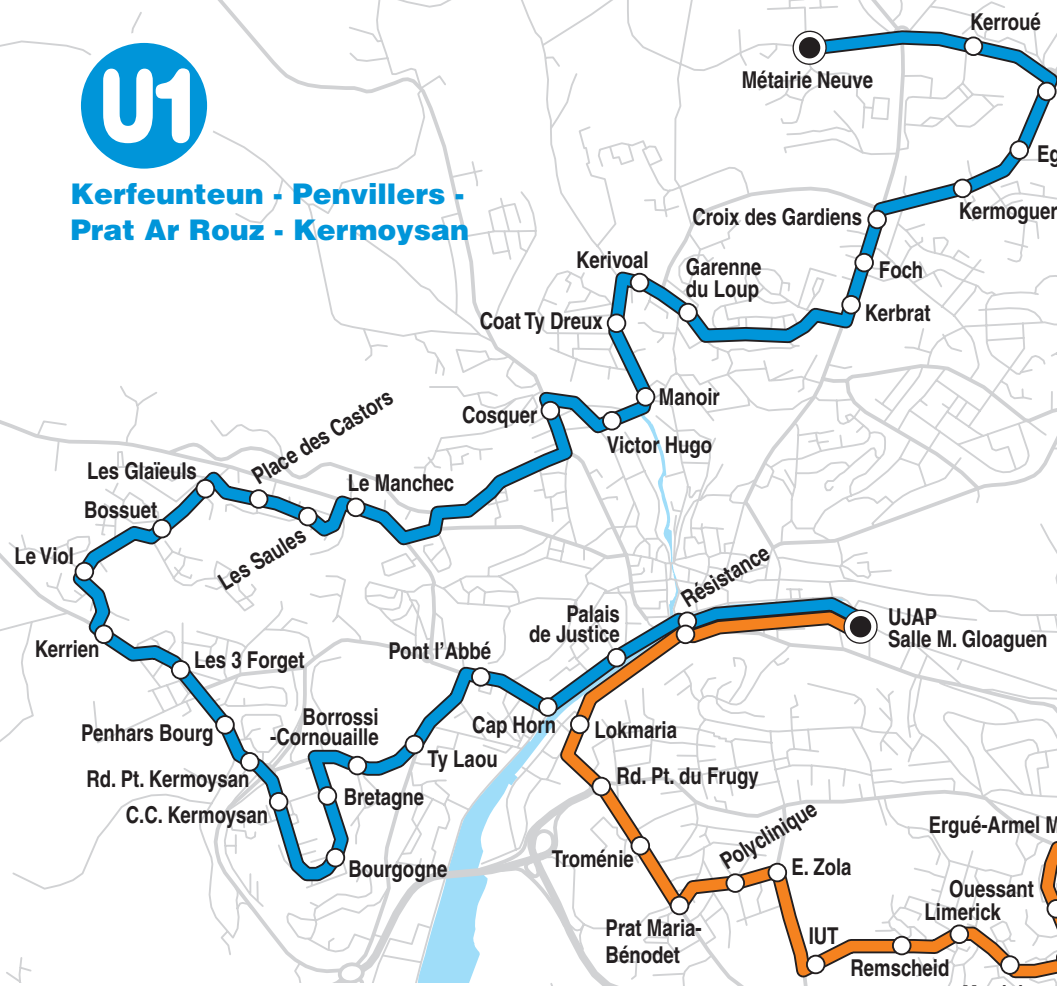 U1
Kerfeunteun - Penvillers -
Prat Ar Rouz - Kermoysan
Kerroué
Métairie Neuve
Eg
Kermoguer
Croix des Gardiens
Foch
Kerbrat
Kerivoal
Garenne
du Loup
Coat Ty Dreux
Manoir
Cosquer
Victor Hugo
Place des Castors
Les Glaïeuls
Le Manchec
Bossuet
Les Saules
Le Viol
Kerrien
Les 3 Forget
Résistance
Palais
de Justice
UJAP
Salle M. Gloaguen
Pont l'Abbé
Cap Horn
Lokmaria
Penhars Bourg
Borrossi
-Cornouaille
Ty Laou
Rd. Pt. Kermoysan
Bretagne
C.C. Kermoysan
Bourgogne
Rd. Pt. du Frugy
Troménie
Polyclinique
E. Zola
Ergué-Armel M
Ouessant
Limerick
Prat Maria-
Bénodet
IUT
Remscheid